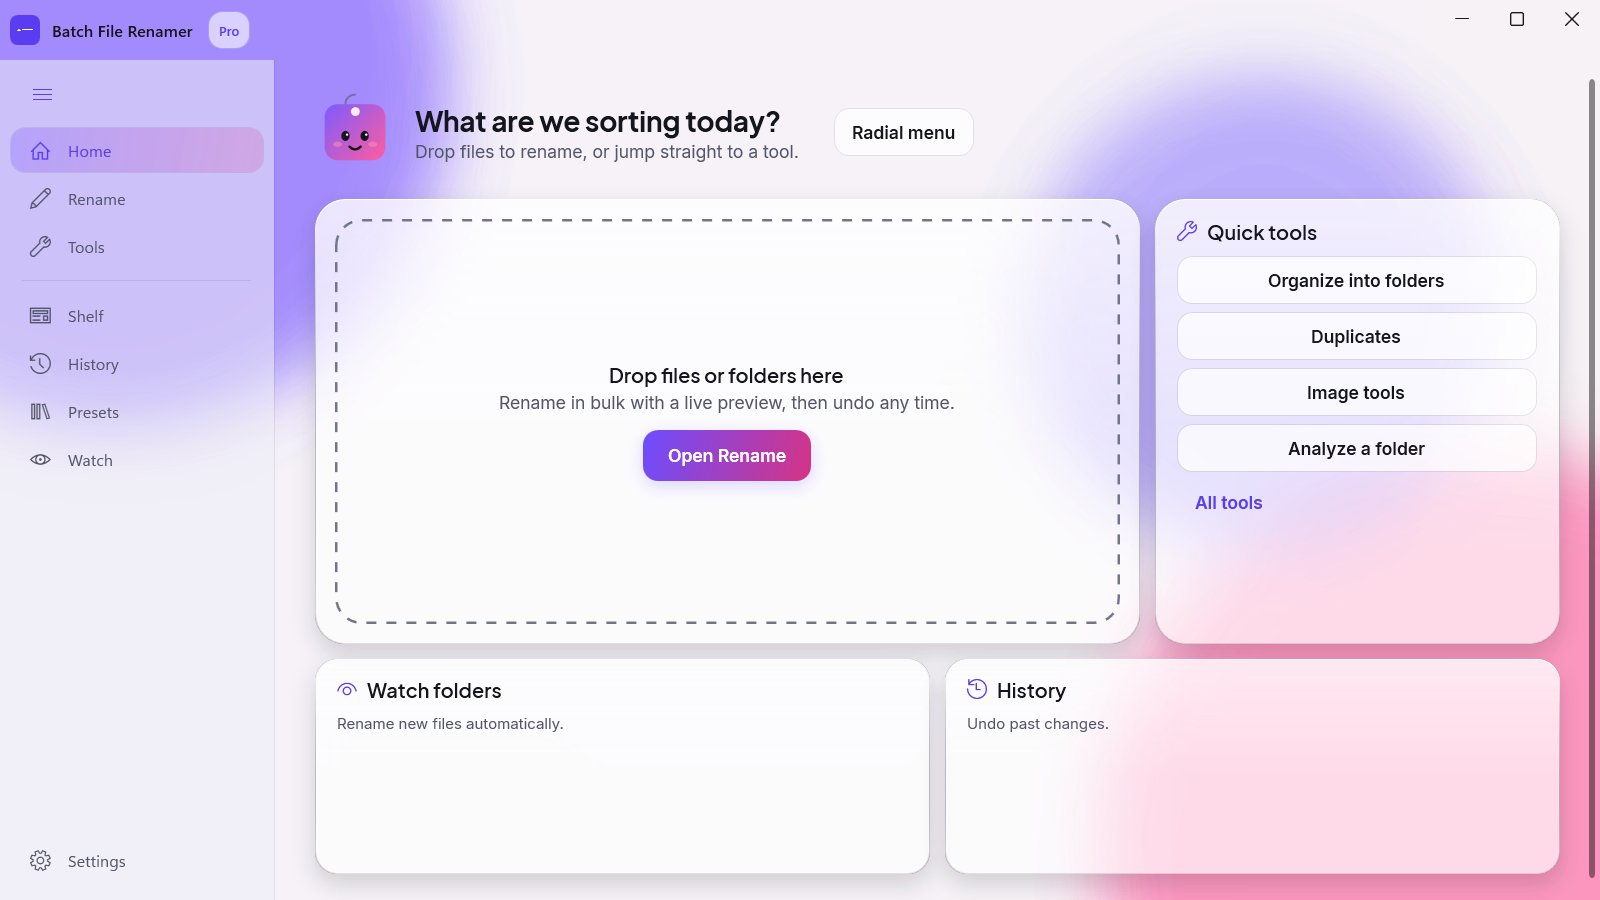 Batch File Renamer
Pro
Home
Rename
Tools
Shelf
History
Presets
Watch
Settings
What are we sorting today?
Drop files to rename, or jump straight to a tool.
Radial menu
Drop files or folders here
Rename in bulk with a live preview, then undo any time.
Open Rename
Quick tools
Organize into folders
Duplicates
Image tools
Analyze a folder
All tools
Watch folders
Rename new files automatically.
History
Undo past changes.